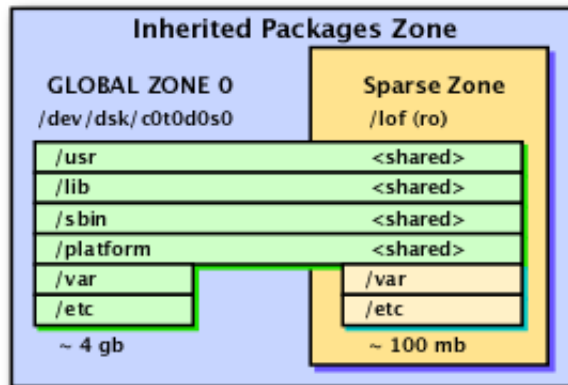 Inherited Packages Zone
GLOBAL ZONE 0 Sparse Zone
/dev/dsk/c0t0d0s0 /lof (ro)
/usr <shared>
/lib <shared>
/sbin <shared>
/platform <shared>
/var /var
/etc /etc
~ 4 gb ~ 100 mb